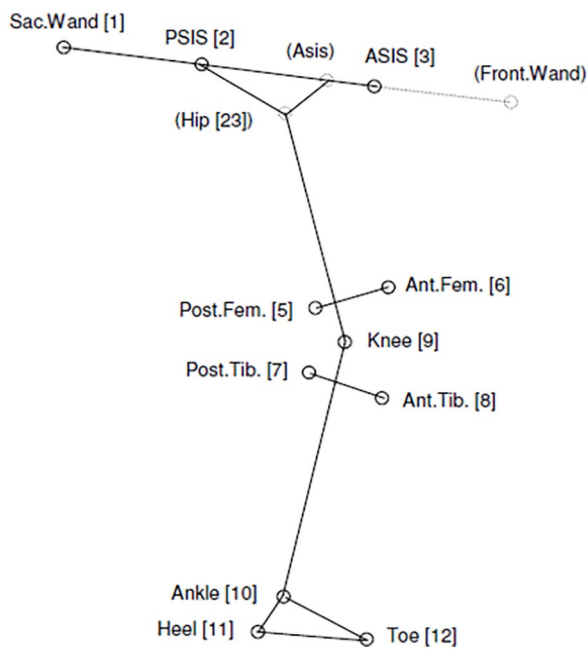 Sac.Wand [1]
PSIS [2]
(Asis)
ASIS [3]
(Front.Wand)
(Hip [23])
Ant.Fem. [6]
Post.Fem. [5]
Knee [9]
Post.Tib. [7]
Ant.Tib. [8]
Ankle [10]
Heel [11]
Toe [12]